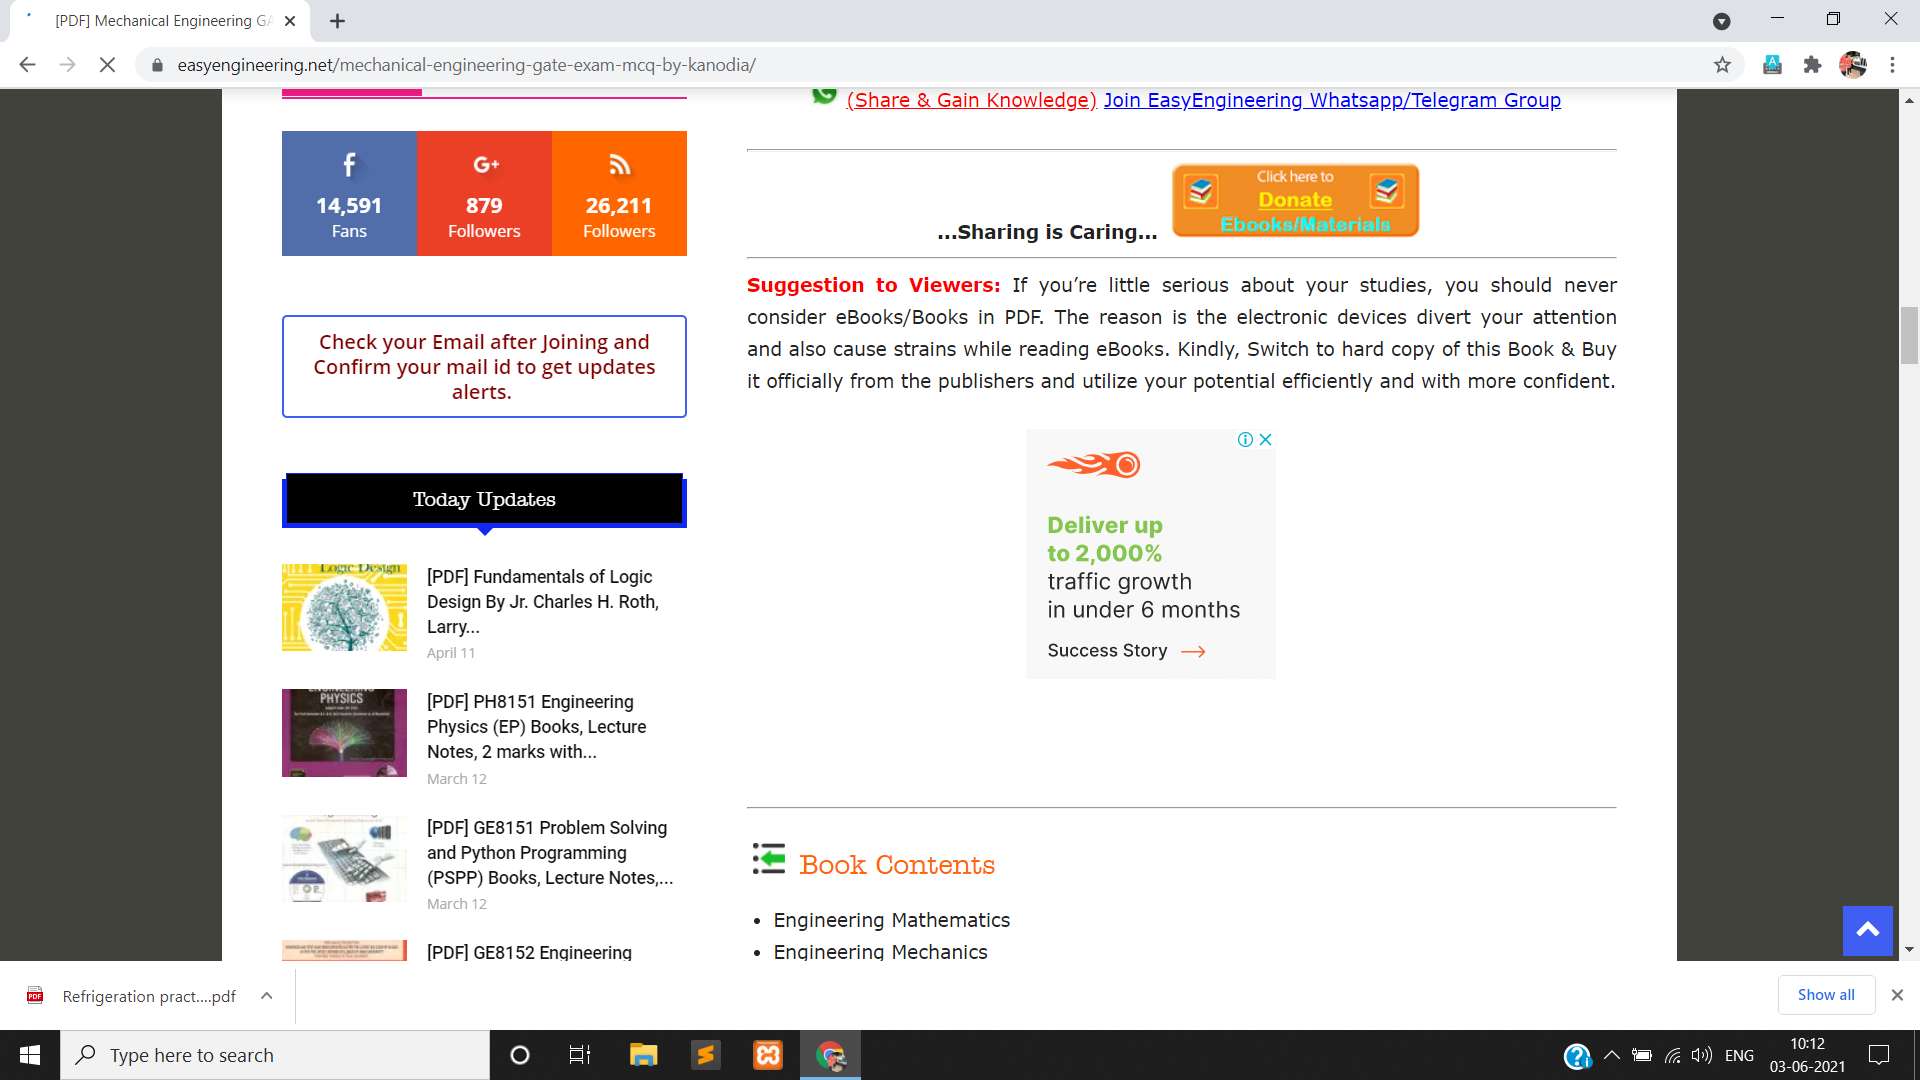 [PDF] Mechanical Engineering GA
easyengineering.net/mechanical-engineering-gate-exam-mcq-by-kanodia/
(Share & Gain Knowledge) Join EasyEngineering Whatsapp/Telegram Group
14,591
Fans
G+
879
Followers
26,211
Followers
Click here to
Donate
Ebooks/Materials
...Sharing is Caring...
Suggestion to Viewers: If you’re little serious about your studies, you should never
consider eBooks/Books in PDF. The reason is the electronic devices divert your attention
and also cause strains while reading eBooks. Kindly, Switch to hard copy of this Book & Buy
it officially from the publishers and utilize your potential efficiently and with more confident.
Check your Email after Joining and
Confirm your mail id to get updates
alerts.
Deliver up
to 2,000%
traffic growth
in under 6 months
Success Story
Today Updates
Logic Design
[PDF] Fundamentals of Logic
Design By Jr. Charles H. Roth,
Larry...
April 11
PHYSICS
[PDF] PH8151 Engineering
Physics (EP) Books, Lecture
Notes, 2 marks with...
March 12
[PDF] GE8151 Problem Solving
and Python Programming
(PSPP) Books, Lecture Notes,...
March 12
[PDF] GE8152 Engineering
Book Contents
• Engineering Mathematics
• Engineering Mechanics
PDF
Refrigeration pract....pdf
Show all
Type here to search
ENG
10:12
03-06-2021